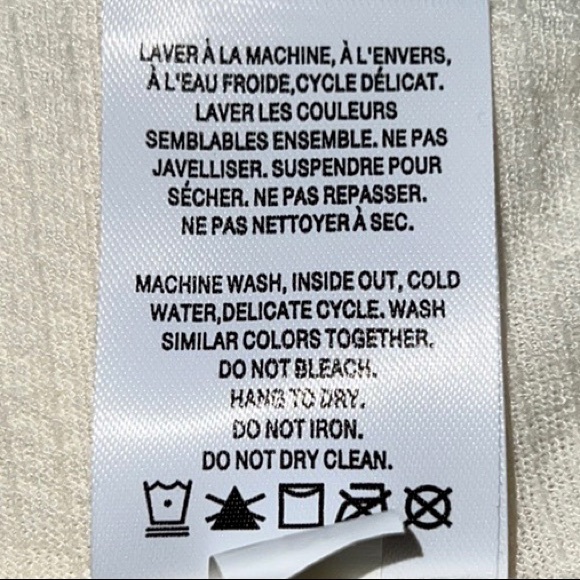 LAVER À LA MACHINE, À L'ENVERS,
À L'EAU FROIDE,CYCLE DÉLICAT.
LAVER LES COULEURS
SEMBLABLES ENSEMBLE. NE PAS
JAVELLISER. SUSPENDRE POUR
SÉCHER. NE PAS REPASSER.
NE PAS NETTOYER À SEC.
MACHINE WASH, INSIDE OUT, COLD
WATER,DELICATE CYCLE. WASH
SIMILAR COLORS TOGETHER.
DO NOT BLEACH.
HANG TO DRY.
DO NOT IRON.
DO NOT DRY CLEAN.